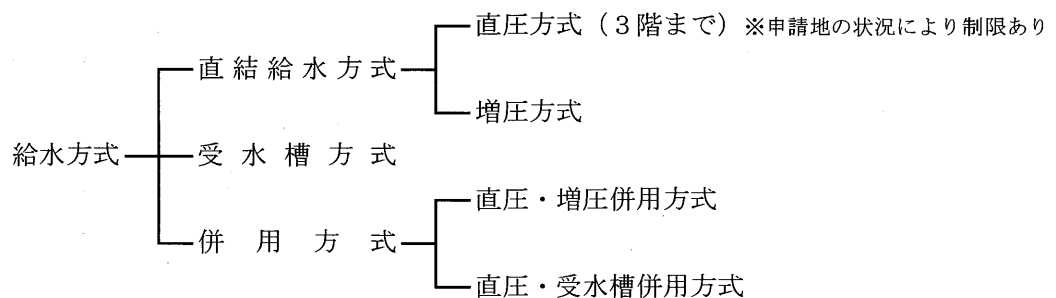 直圧方式（３階まで）※申請地の状況により制限あり
直結給水方式
増圧方式
給水方式
受水槽方式
直圧・増圧併用方式
併用方式
直圧・受水槽併用方式